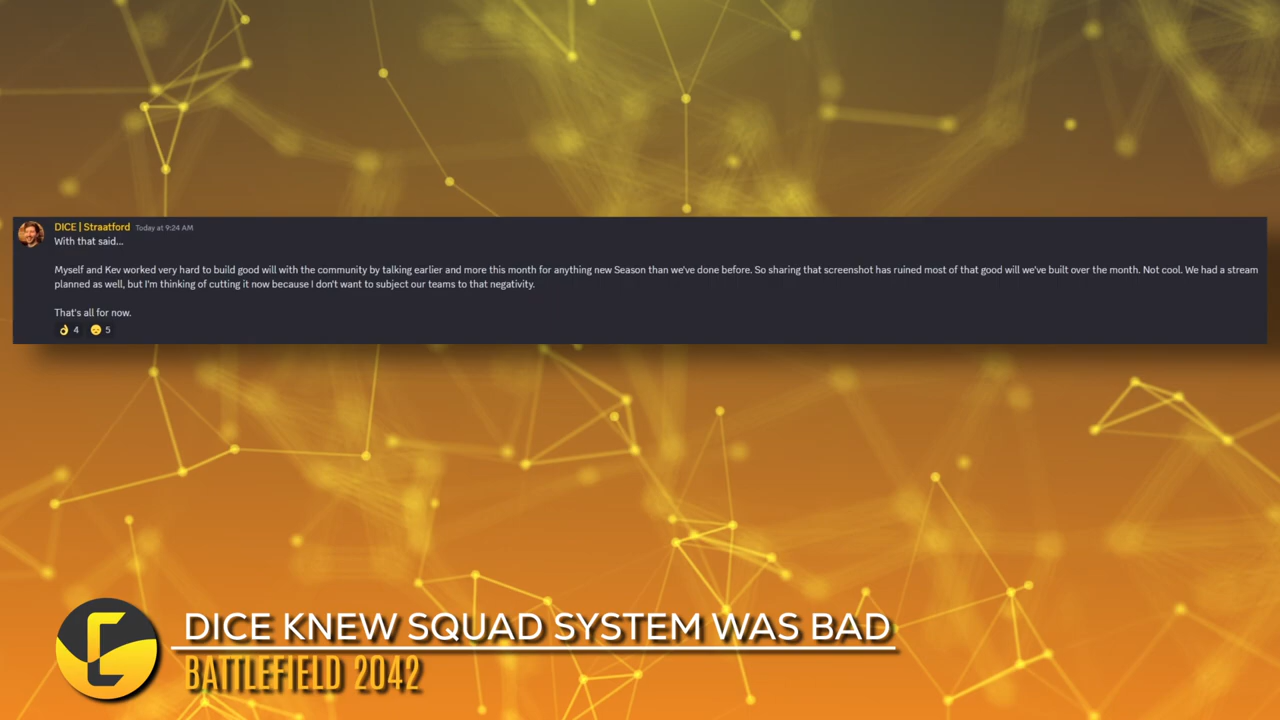 DICE | Straatford Today at 9:24 AM
With that said...
Myself and Kev worked very hard to build good will with the community by talking earlier and more this month for anything new Season than we've done before. So sharing that screenshot has ruined most of that good will we've built over the month. Not cool. We had a stream
planned as well, but I'm thinking of cutting it now because I don't want to subject our teams to that negativity.
That's all for now.
4 5
DICE KNEW SQUAD SYSTEM WAS BAD
BATTLEFIELD 2042